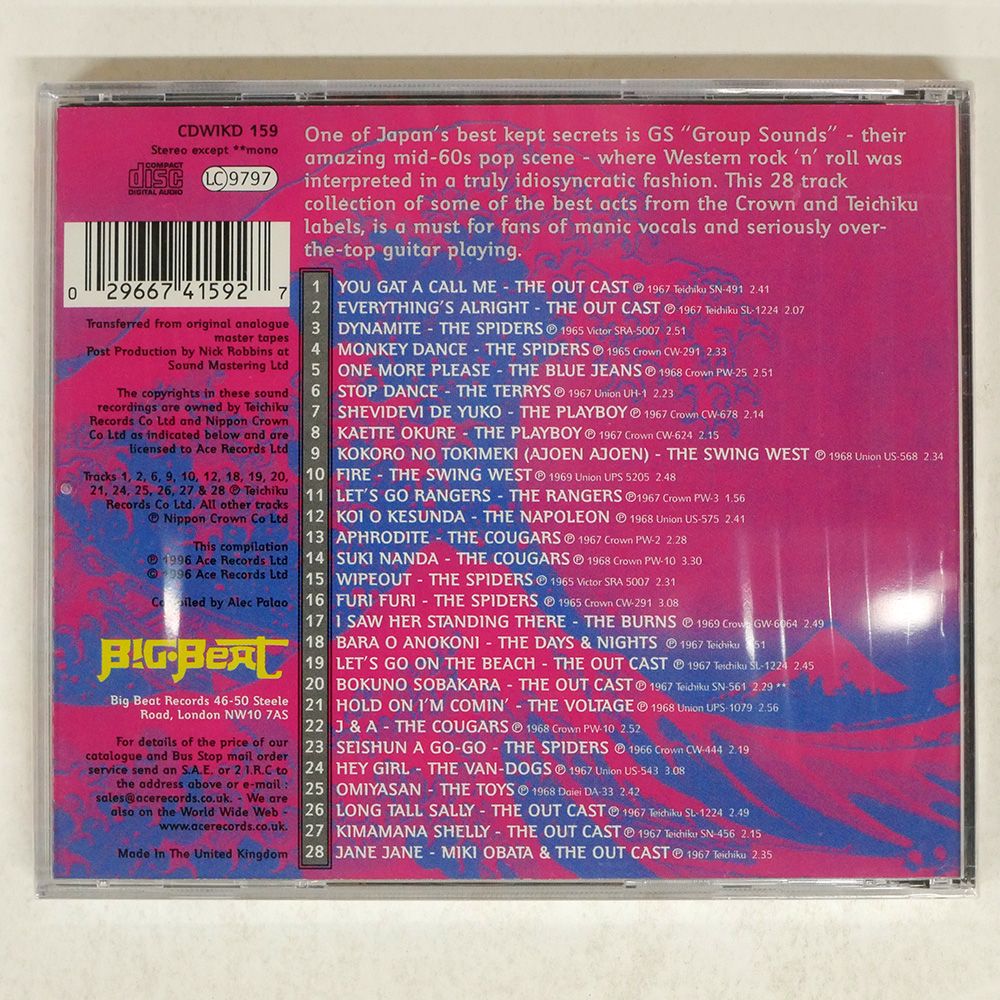 CDWIKD 159
Stereo except **mono
COMPACT
disc
DIGITAL AUDIO
LC 9797
0 29667 41592 7
Transferred from original analogue
master tapes
Post Production by Nick Robbins at
Sound Mastering Ltd
The copyrights in these sound
recordings are owned by Teichiku
Records Co Ltd and Nippon Crown
Co Ltd as indicated below and are
licensed to Ace Records Ltd
Tracks 1, 2, 6, 9, 10, 12, 18, 19, 20,
21, 24, 25, 26, 27 & 28 ℗ Teichiku
Records Co Ltd. All other tracks
℗ Nippon Crown Co Ltd
This compilation
℗ 1996 Ace Records Ltd
© 1996 Ace Records Ltd
Compiled by Alec Palao
BIG·BEAT
Big Beat Records 46-50 Steele
Road, London NW10 7AS
For details of the price of our
catalogue and Bus Stop mail order
service send an S.A.E. or 2 I.R.C to
the address above or e-mail :
sales@acerecords.co.uk. - We are
also on the World Wide Web -
www.acerecords.co.uk.
Made In The United Kingdom
One of Japan's best kept secrets is GS "Group Sounds" - their
amazing mid-60s pop scene - where Western rock 'n' roll was
interpreted in a truly idiosyncratic fashion. This 28 track
collection of some of the best acts from the Crown and Teichiku
labels, is a must for fans of manic vocals and seriously over-
the-top guitar playing.
1 YOU GAT A CALL ME - THE OUT CAST ℗ 1967 Teichiku SN-491 2.41
2 EVERYTHING'S ALRIGHT - THE OUT CAST ℗ 1967 Teichiku SL-1224 2.07
3 DYNAMITE - THE SPIDERS ℗ 1965 Victor SRA-5007 2.51
4 MONKEY DANCE - THE SPIDERS ℗ 1965 Crown CW-291 2.33
5 ONE MORE PLEASE - THE BLUE JEANS ℗ 1968 Crown PW-25 2.51
6 STOP DANCE - THE TERRYS ℗ 1967 Union UH-1 2.23
7 SHEVIDEVI DE YUKO - THE PLAYBOY ℗ 1967 Crown CW-678 2.14
8 KAETTE OKURE - THE PLAYBOY ℗ 1967 Crown CW-624 2.15
9 KOKORO NO TOKIMEKI (AJOEN AJOEN) - THE SWING WEST ℗ 1968 Union US-568 2.34
10 FIRE - THE SWING WEST ℗ 1969 Union UPS 5205 2.48
11 LET'S GO RANGERS - THE RANGERS ℗ 1967 Crown PW-3 1.56
12 KOI O KESUNDA - THE NAPOLEON ℗ 1968 Union US-575 2.41
13 APHRODITE - THE COUGARS ℗ 1967 Crown PW-2 2.28
14 SUKI NANDA - THE COUGARS ℗ 1968 Crown PW-10 3.30
15 WIPEOUT - THE SPIDERS ℗ 1965 Victor SRA 5007 2.31
16 FURI FURI - THE SPIDERS ℗ 1965 Crown CW-291 3.08
17 I SAW HER STANDING THERE - THE BURNS ℗ 1969 Crown GW-6064 2.49
18 BARA O ANOKONI - THE DAYS & NIGHTS ℗ 1967 Teichiku
19 LET'S GO ON THE BEACH - THE OUT CAST ℗ 1967 Teichiku SL-1224 2.45
20 BOKUNO SOBAKARA - THE OUT CAST ℗ 1967 Teichiku SN-561 2.29 **
21 HOLD ON I'M COMIN' - THE VOLTAGE ℗ 1968 Union UPS-1079 2.56
22 J & A - THE COUGARS ℗ 1968 Crown PW-10 2.52
23 SEISHUN A GO-GO - THE SPIDERS ℗ 1966 Crown CW-444 2.19
24 HEY GIRL - THE VAN-DOGS ℗ 1967 Union US-543 3.08
25 OMIYASAN - THE TOYS ℗ 1968 Daiei DA-33 2.42
26 LONG TALL SALLY - THE OUT CAST ℗ 1967 Teichiku SL-1224 2.49
27 KIMAMANA SHELLY - THE OUT CAST ℗ 1967 Teichiku SN-456 2.15
28 JANE JANE - MIKI OBATA & THE OUT CAST ℗ 1967 Teichiku 2.35